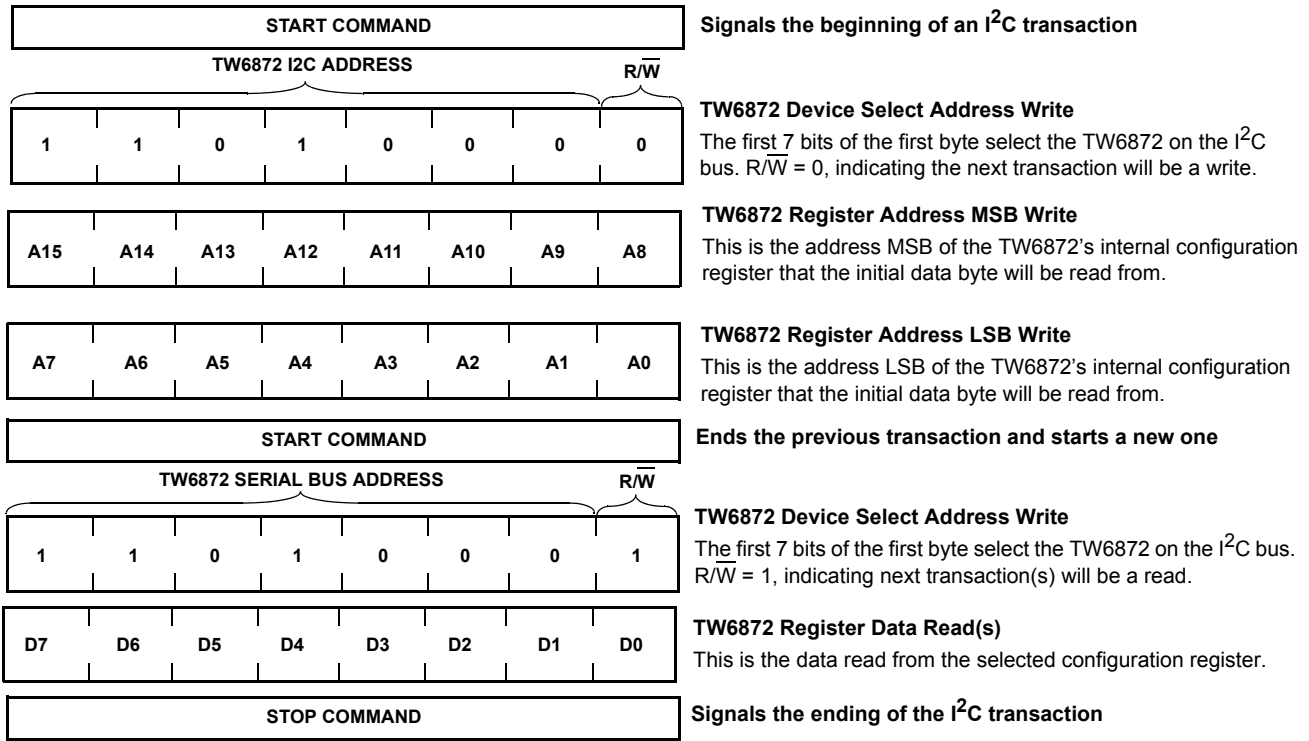 START COMMAND
Signals the beginning of an I2C transaction
TW6872 I2C ADDRESS R/W̅
1 1 0 1 0 0 0 0
TW6872 Device Select Address Write
The first 7 bits of the first byte select the TW6872 on the I2C
bus. R/W̅ = 0, indicating the next transaction will be a write.
A15 A14 A13 A12 A11 A10 A9 A8
TW6872 Register Address MSB Write
This is the address MSB of the TW6872's internal configuration
register that the initial data byte will be read from.
A7 A6 A5 A4 A3 A2 A1 A0
TW6872 Register Address LSB Write
This is the address LSB of the TW6872's internal configuration
register that the initial data byte will be read from.
START COMMAND
Ends the previous transaction and starts a new one
TW6872 SERIAL BUS ADDRESS R/W̅
1 1 0 1 0 0 0 1
TW6872 Device Select Address Write
The first 7 bits of the first byte select the TW6872 on the I2C bus.
R/W̅ = 1, indicating next transaction(s) will be a read.
D7 D6 D5 D4 D3 D2 D1 D0
TW6872 Register Data Read(s)
This is the data read from the selected configuration register.
STOP COMMAND
Signals the ending of the I2C transaction